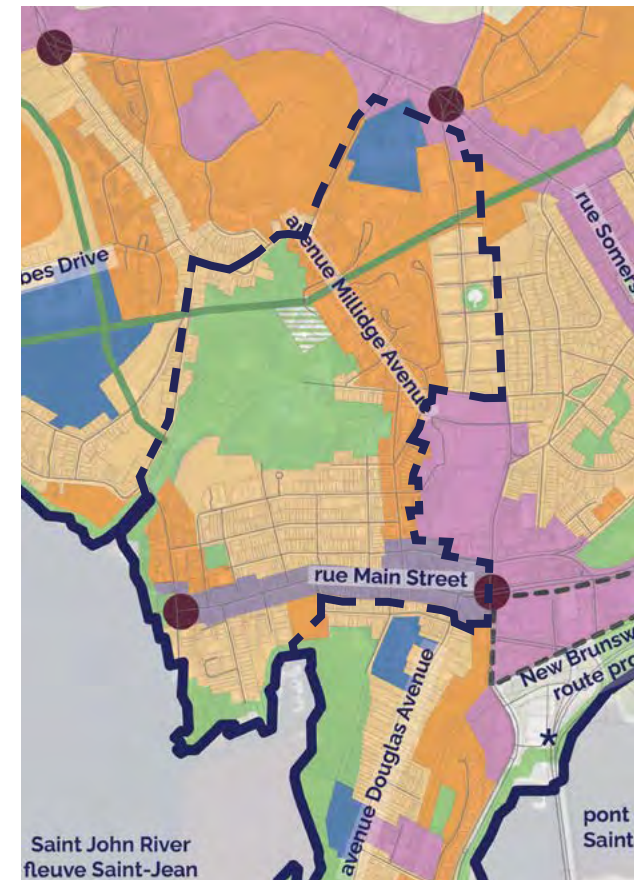 avenue Millidge Avenue
rue Somers
bes Drive
rue Main Street
New Brunsw
route pro
avenue Douglas Avenue
*
pont
Saint
Saint John River
fleuve Saint-Jean